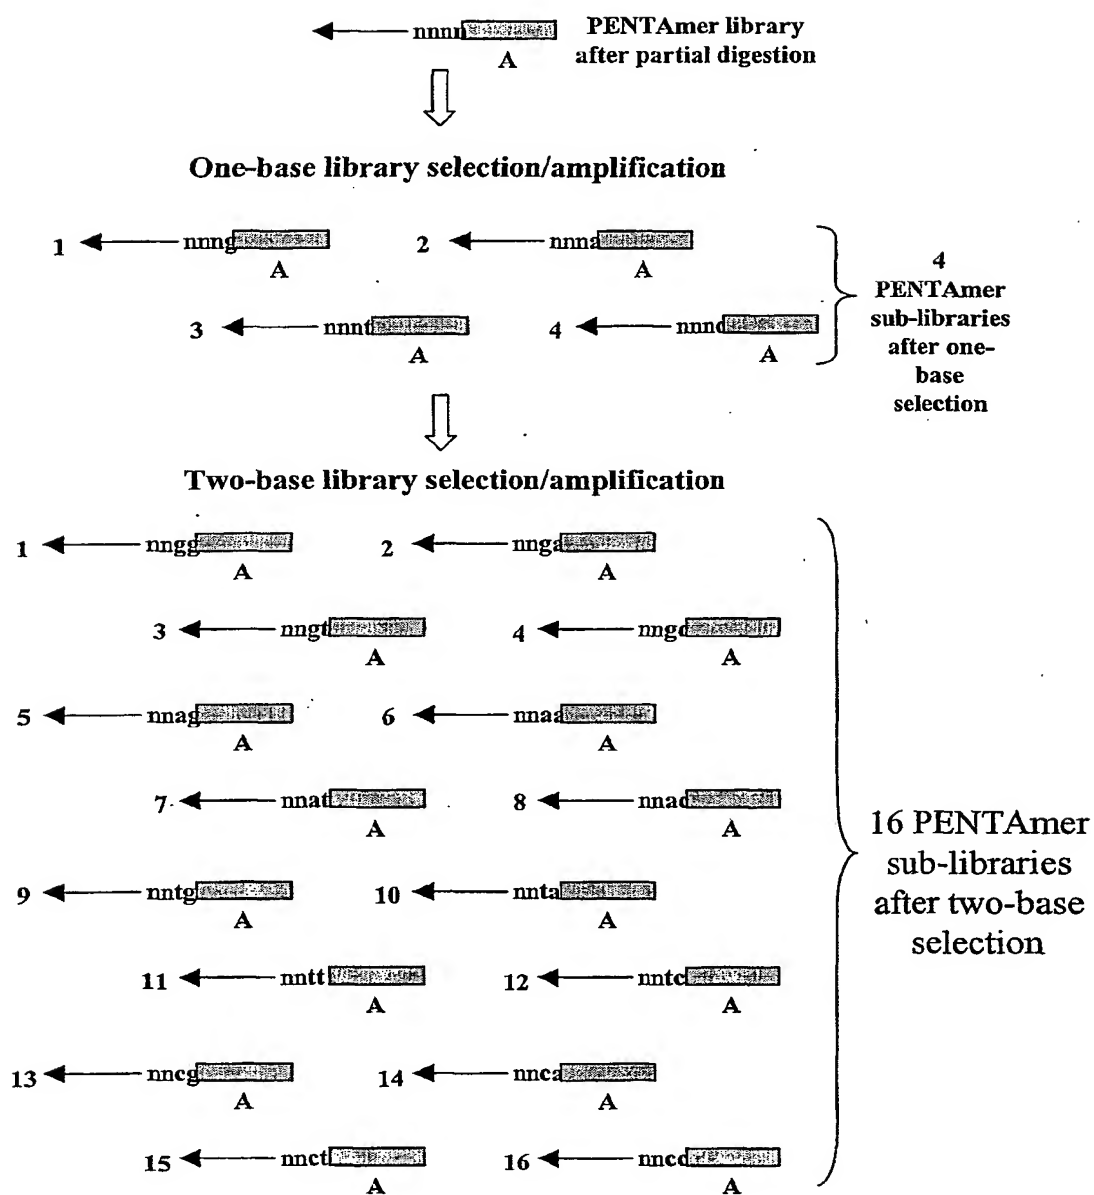 nnnn
A
PENTAmer library
after partial digestion
One-base library selection/amplification
1 nnng
A
2 nnna
A
3 nnnt
A
4 nnnc
A
4
PENTAmer
sub-libraries
after one-
base
selection
Two-base library selection/amplification
1 nngg
A
2 nnga
A
3 nngt
A
4 nngc
A
5 nnag
A
6 nnaa
A
7 nnat
A
8 nnac
A
9 nntg
A
10 nnta
A
11 nntt
A
12 nntc
A
13 nncg
A
14 nnca
A
15 nnct
A
16 nncc
A
16 PENTAmer
sub-libraries
after two-base
selection